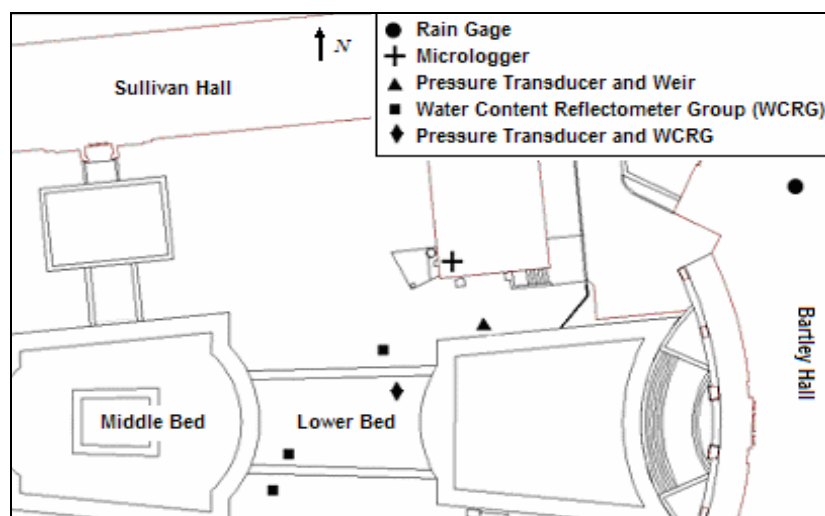 Rain Gage
Micrologger
Pressure Transducer and Weir
Water Content Reflectometer Group (WCRG)
Pressure Transducer and WCRG
N
Sullivan Hall
Bartley Hall
Middle Bed
Lower Bed